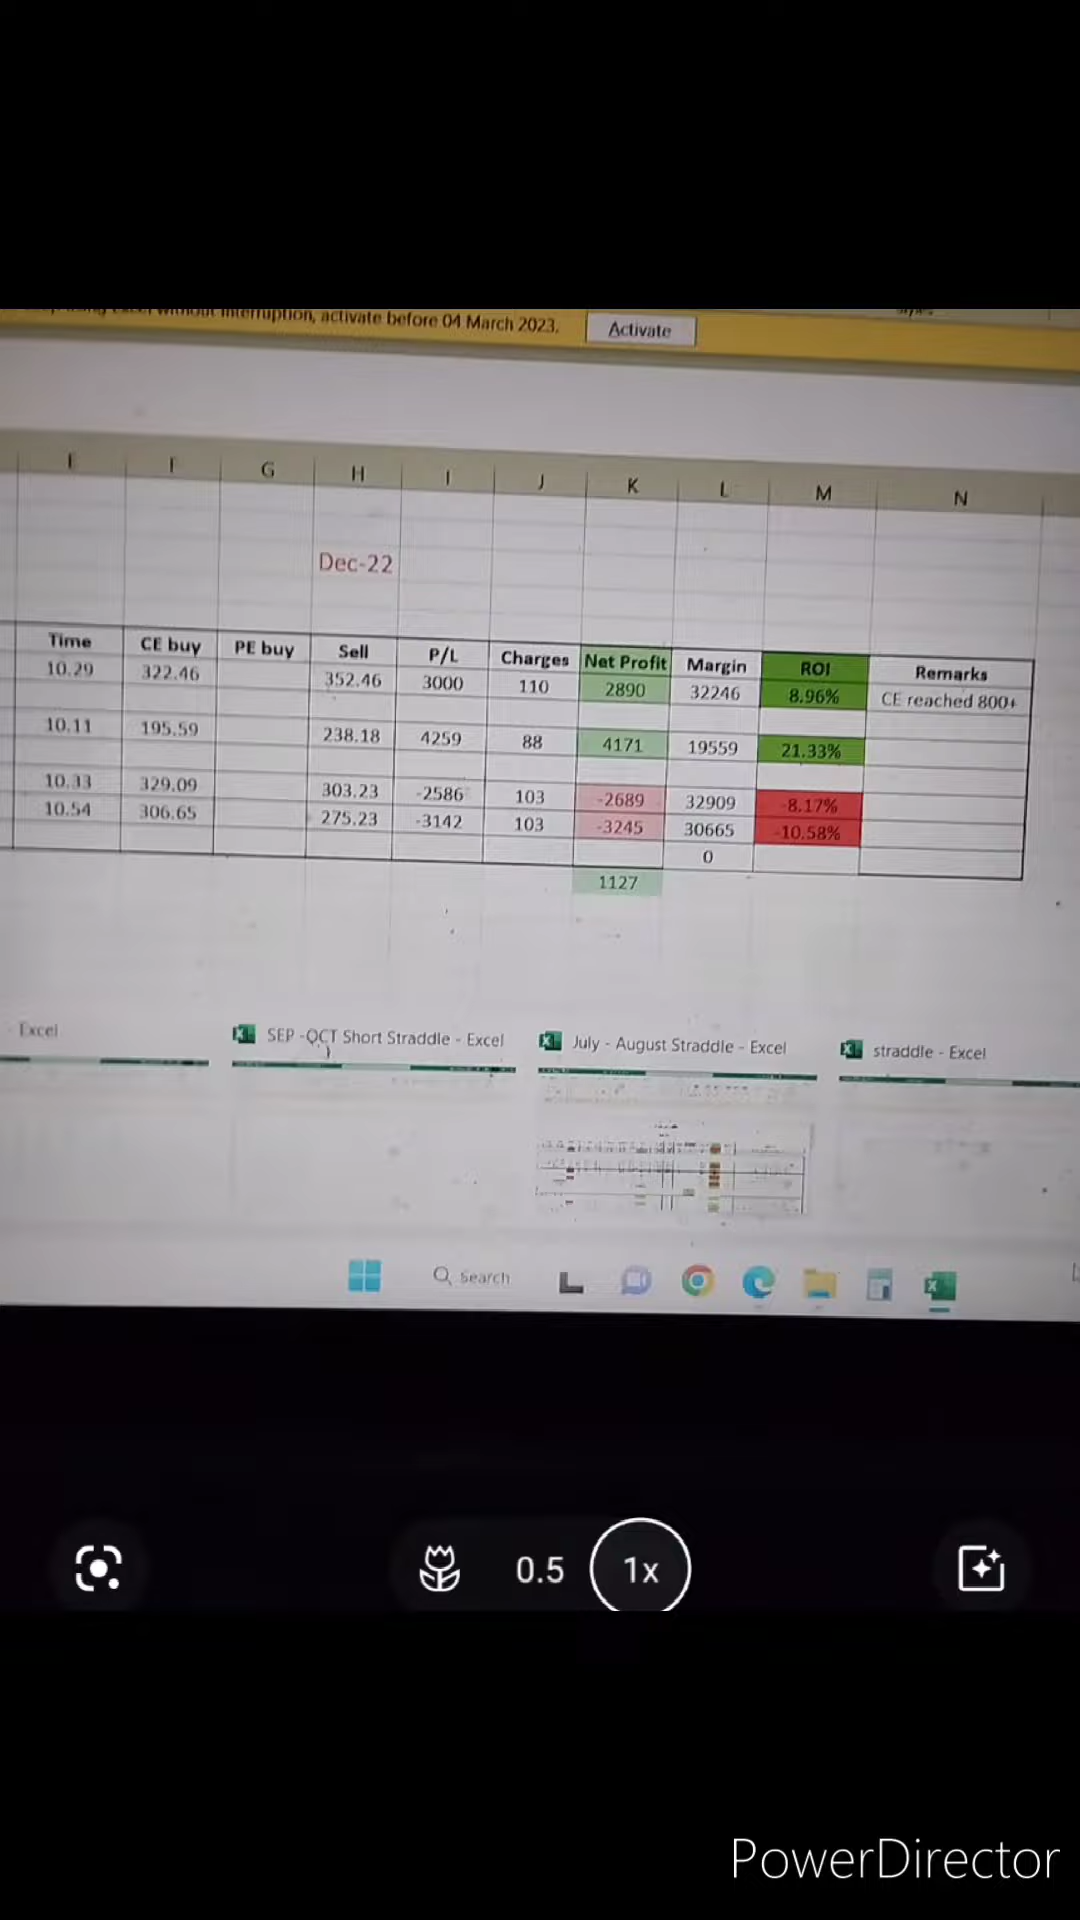 without interruption, activate before 04 March 2023. Activate
E F G H I J K L M N
Dec-22
Time CE buy PE buy Sell P/L Charges Net Profit Margin ROI Remarks
10.29 322.46 352.46 3000 110 2890 32246 8.96% CE reached 800+
10.11 195.59 238.18 4259 88 4171 19559 21.33%
10.33 329.09 303.23 -2586 103 -2689 32909 -8.17%
10.54 306.65 275.23 -3142 103 -3245 30665 -10.58%
0
1127
Excel SEP -OCT Short Straddle - Excel July - August Straddle - Excel straddle - Excel
Search
0.5 1x
PowerDirector